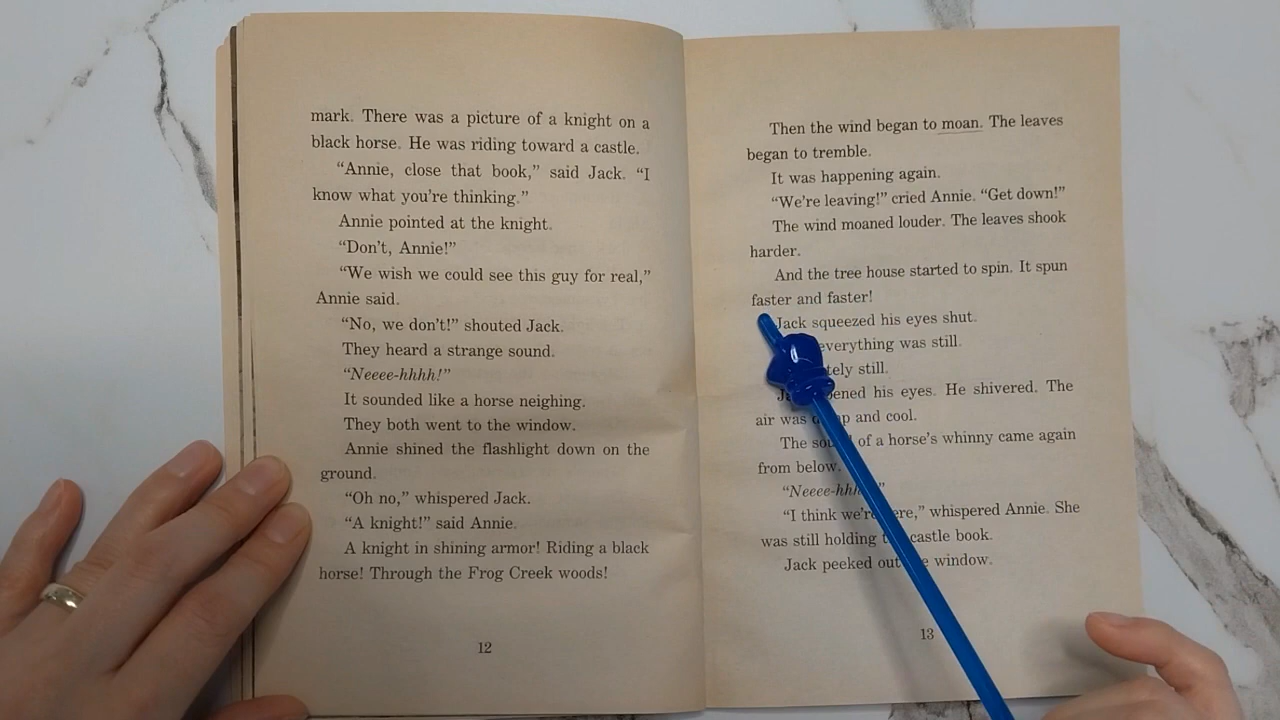 mark. There was a picture of a knight on a
black horse. He was riding toward a castle.
“Annie, close that book,” said Jack. “I
know what you're thinking.”
Annie pointed at the knight.
“Don't, Annie!”
“We wish we could see this guy for real,”
Annie said.
“No, we don't!” shouted Jack.
They heard a strange sound.
“Neeee-hhhh!”
It sounded like a horse neighing.
They both went to the window.
Annie shined the flashlight down on the
ground.
“Oh no,” whispered Jack.
“A knight!” said Annie.
A knight in shining armor! Riding a black
horse! Through the Frog Creek woods!
12
Then the wind began to moan. The leaves
began to tremble.
It was happening again.
“We're leaving!” cried Annie. “Get down!”
The wind moaned louder. The leaves shook
harder.
And the tree house started to spin. It spun
faster and faster!
Jack squeezed his eyes shut.
everything was still.
still.
his eyes. He shivered. The
air was and cool.
The of a horse's whinny came again
from below.
“I think whispered Annie. She
was still holding castle book.
Jack peeked out window.
13